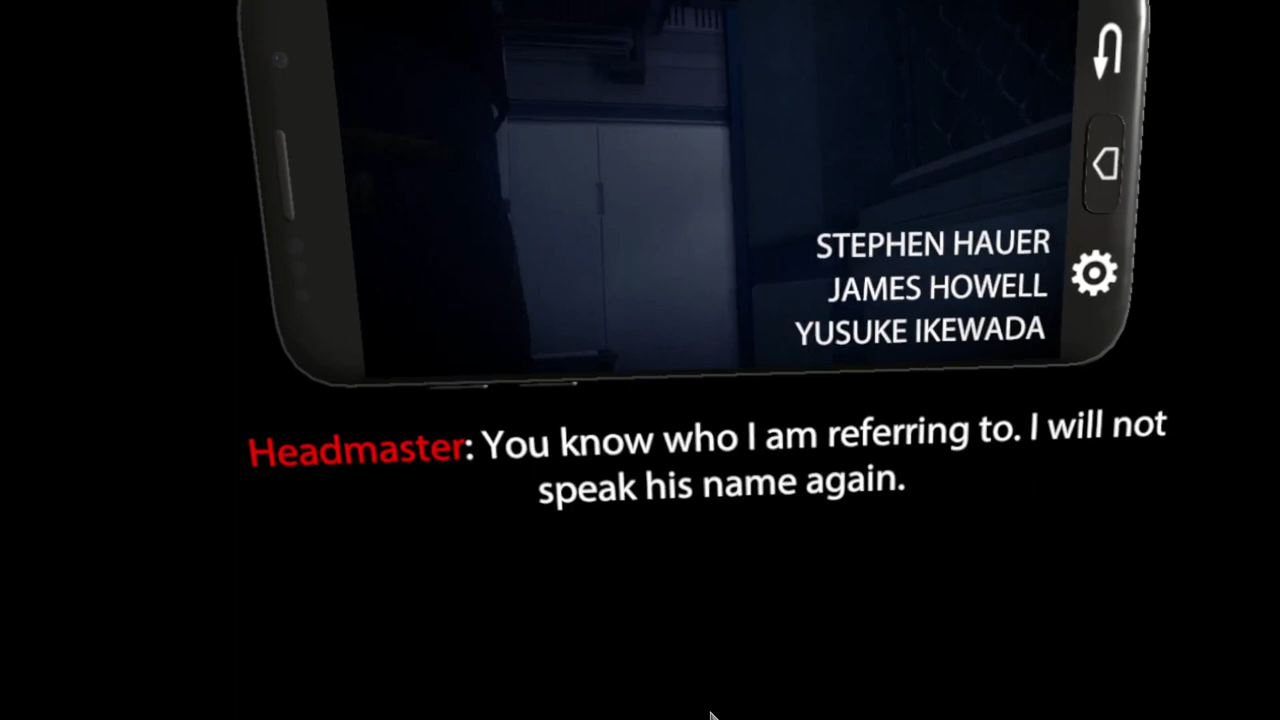 STEPHEN HAUER
JAMES HOWELL
YUSUKE IKEWADA
Headmaster: You know who I am referring to. I will not
speak his name again.